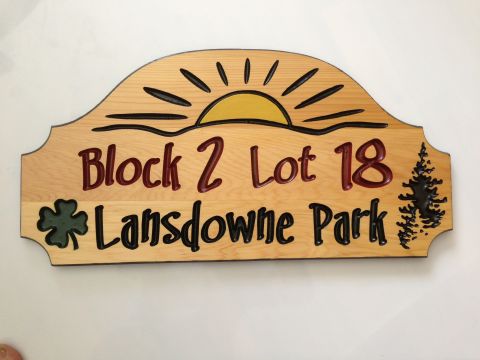 Block 2 Lot 18
Lansdowne Park